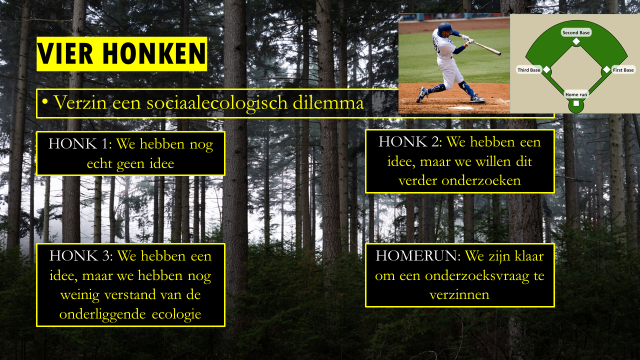 VIER HONKEN
• Verzin een sociaalecologisch dilemma
Second Base
Third Base
First Base
Home run
HONK 1: We hebben nog
echt geen idee
HONK 2: We hebben een
idee, maar we willen dit
verder onderzoeken
HONK 3: We hebben een
idee, maar we hebben nog
weinig verstand van de
onderliggende ecologie
HOMERUN: We zijn klaar
om een onderzoeksvraag te
verzinnen